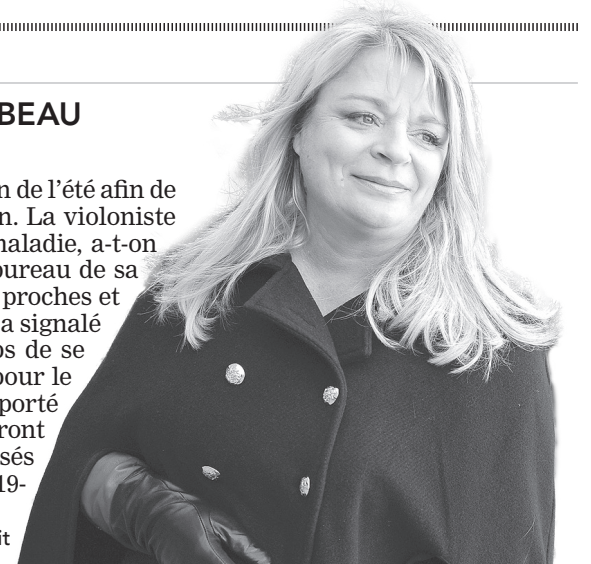 BEAU
n de l’été afin de
n. La violoniste
naladie, a-t-on
bureau de sa
proches et
a signalé
ps de se
pour le
porté
ront
sés
19-
it